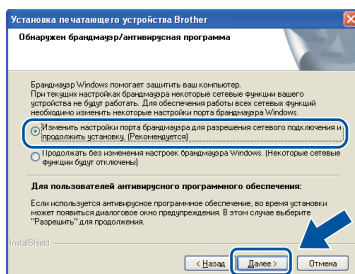 Установка печатающего устройства Brother
Обнаружен брандмауэр/антивирусная программа
Брандмауэр Windows помогает защитить ваш компьютер.
При текущих настройках брандмауэра некоторые сетевые функции вашего
устройства не будут работать. Для обеспечения работы всех сетевых функций
необходимо изменить некоторые настройки порта брандмауэра Windows.
Изменить настройки порта брандмауэра для разрешения сетевого подключения и
продолжить установку. (Рекомендуется)
Продолжать без изменения настроек брандмауэра Windows. (Некоторые сетевые
функции будут отключены)
Для пользователей антивирусного программного обеспечения:
Если используется антивирусное программное обеспечение, во время установки
может появиться диалоговое окно предупреждения. В этом случае выберите
"Разрешить" для продолжения.
InstallShield
< Назад
Далее >
Отмена